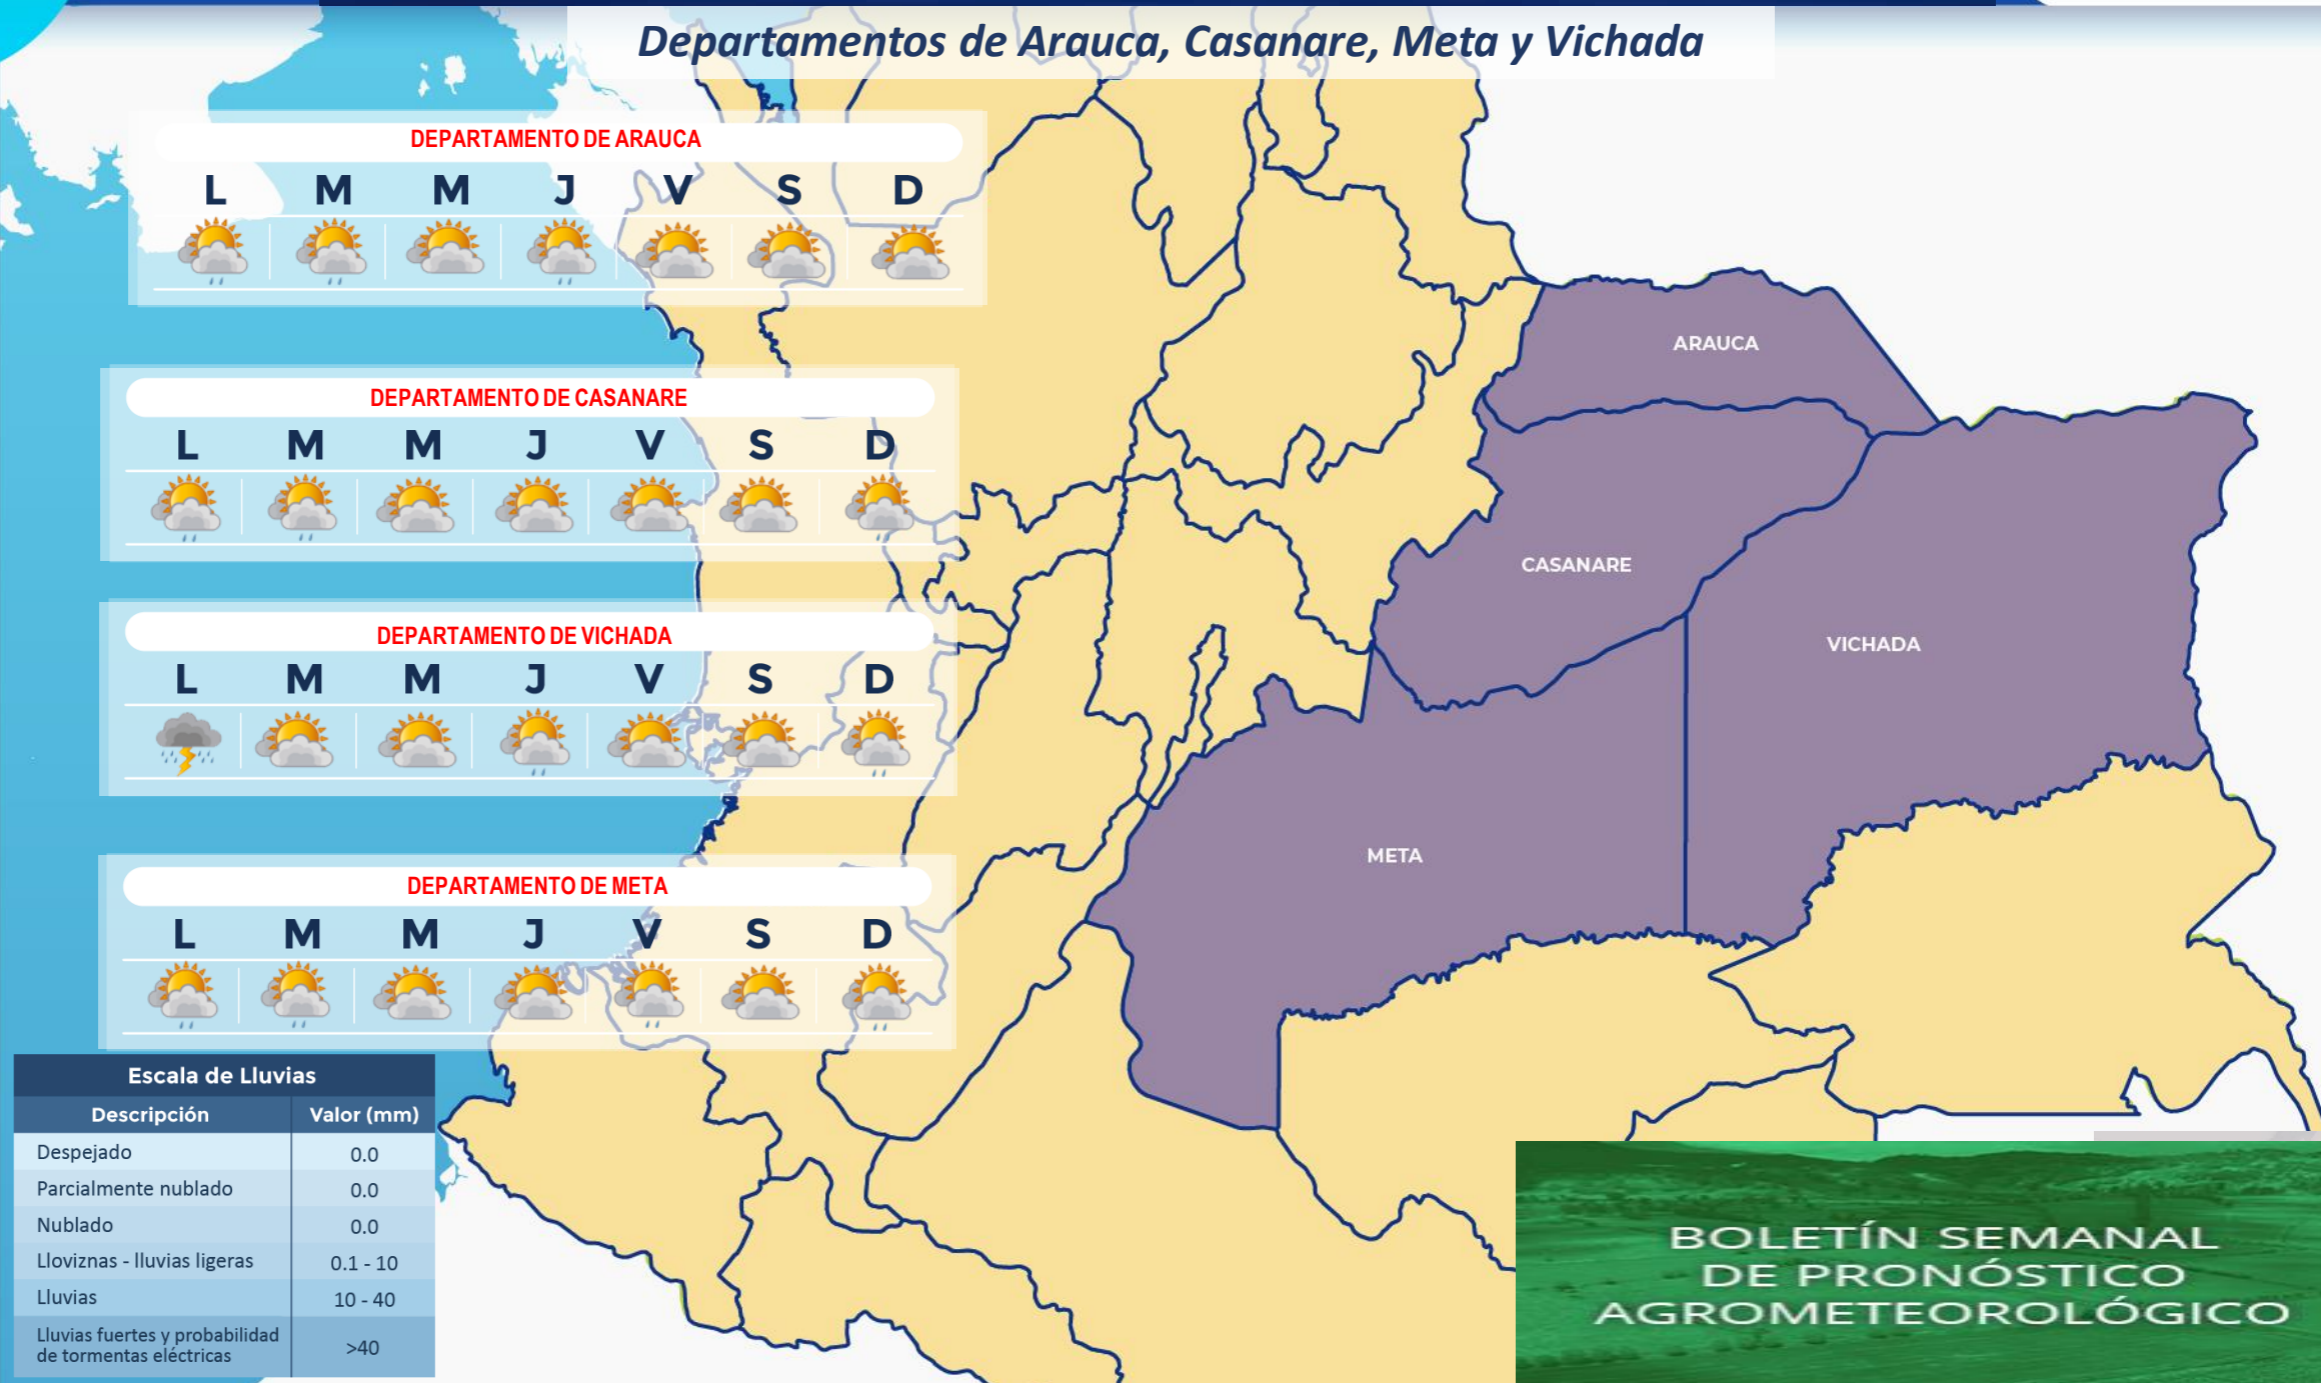 Departamentos de Arauca, Casanare, Meta y Vichada
DEPARTAMENTO DE ARAUCA
L M M J V S D
DEPARTAMENTO DE CASANARE
L M M J V S D
DEPARTAMENTO DE VICHADA
L M M J V S D
DEPARTAMENTO DE META
L M M J V S D
ARAUCA
CASANARE
VICHADA
META
Escala de Lluvias
Descripción Valor (mm)
Despejado 0.0
Parcialmente nublado 0.0
Nublado 0.0
Lloviznas - lluvias ligeras 0.1 - 10
Lluvias 10 - 40
Lluvias fuertes y probabilidad
de tormentas eléctricas >40
BOLETÍN SEMANAL
DE PRONÓSTICO
AGROMETEOROLÓGICO